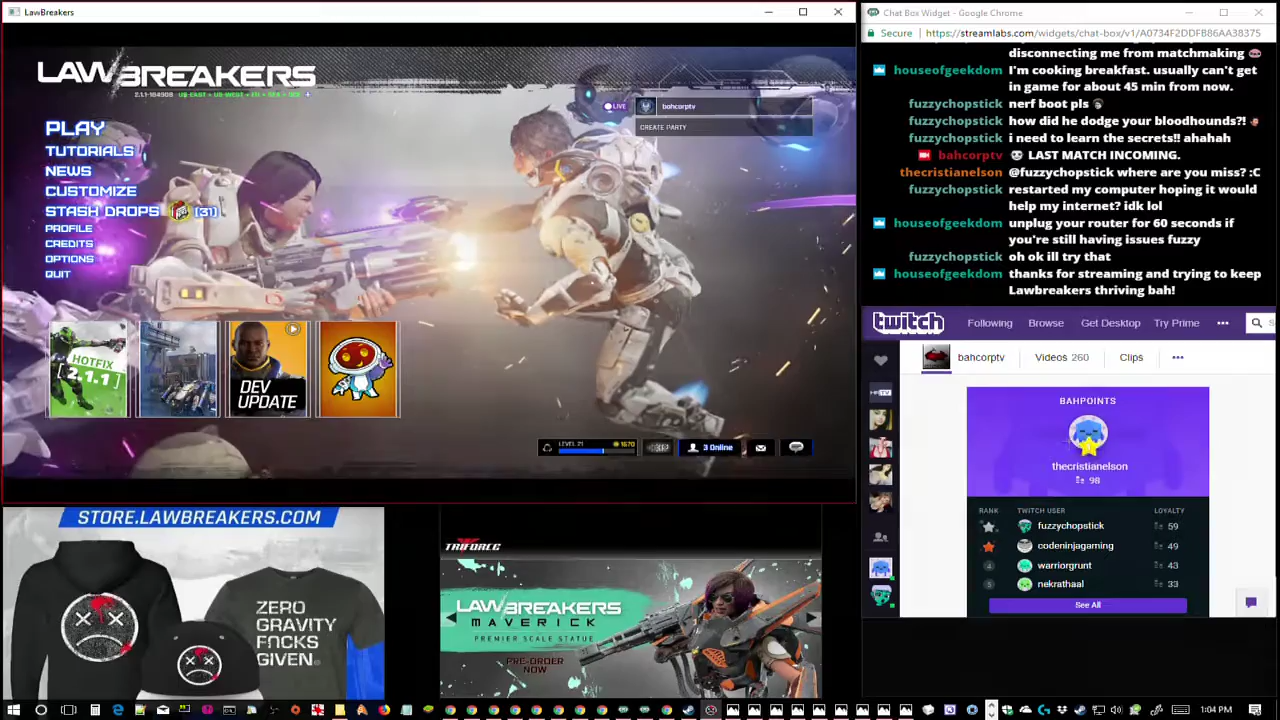 LawBreakers
LAWBREAKERS
PLAY
TUTORIALS
NEWS
CUSTOMIZE
STASH DROPS (31)
PROFILE
CREDITS
OPTIONS
QUIT
LIVE
bahcorptv
CREATE PARTY
HOTFIX
[2.1.1]
DEV
UPDATE
LEVEL 21 1670
3 Online
STORE.LAWBREAKERS.COM
ZERO
GRAVITY
F\CKS
GIVEN
TRIFORCE
LAWBREAKERS
MAVERICK
PREMIER SCALE STATUE
PRE-ORDER
NOW
Chat Box Widget - Google Chrome
Secure https://streamlabs.com/widgets/chat-box/v1/A0734F2DDFB86AA38375
disconnecting me from matchmaking
houseofgeekdom I'm cooking breakfast. usually can't get
in game for about 45 min from now.
fuzzychopstick nerf boot pls
fuzzychopstick how did he dodge your bloodhounds?!
fuzzychopstick i need to learn the secrets!! ahahah
bahcorptv LAST MATCH INCOMING.
thecristianelson @fuzzychopstick where are you miss? :C
fuzzychopstick restarted my computer hoping it would
help my internet? idk lol
houseofgeekdom unplug your router for 60 seconds if
you're still having issues fuzzy
fuzzychopstick oh ok ill try that
houseofgeekdom thanks for streaming and trying to keep
Lawbreakers thriving bah!
twitch Following Browse Get Desktop Try Prime
bahcorptv Videos 260 Clips
BAHPOINTS
thecristianelson
98
RANK TWITCH USER LOYALTY
fuzzychopstick 59
codeninjagaming 49
4 warriorgrunt 43
5 nekrathaal 33
See All
1:04 PM